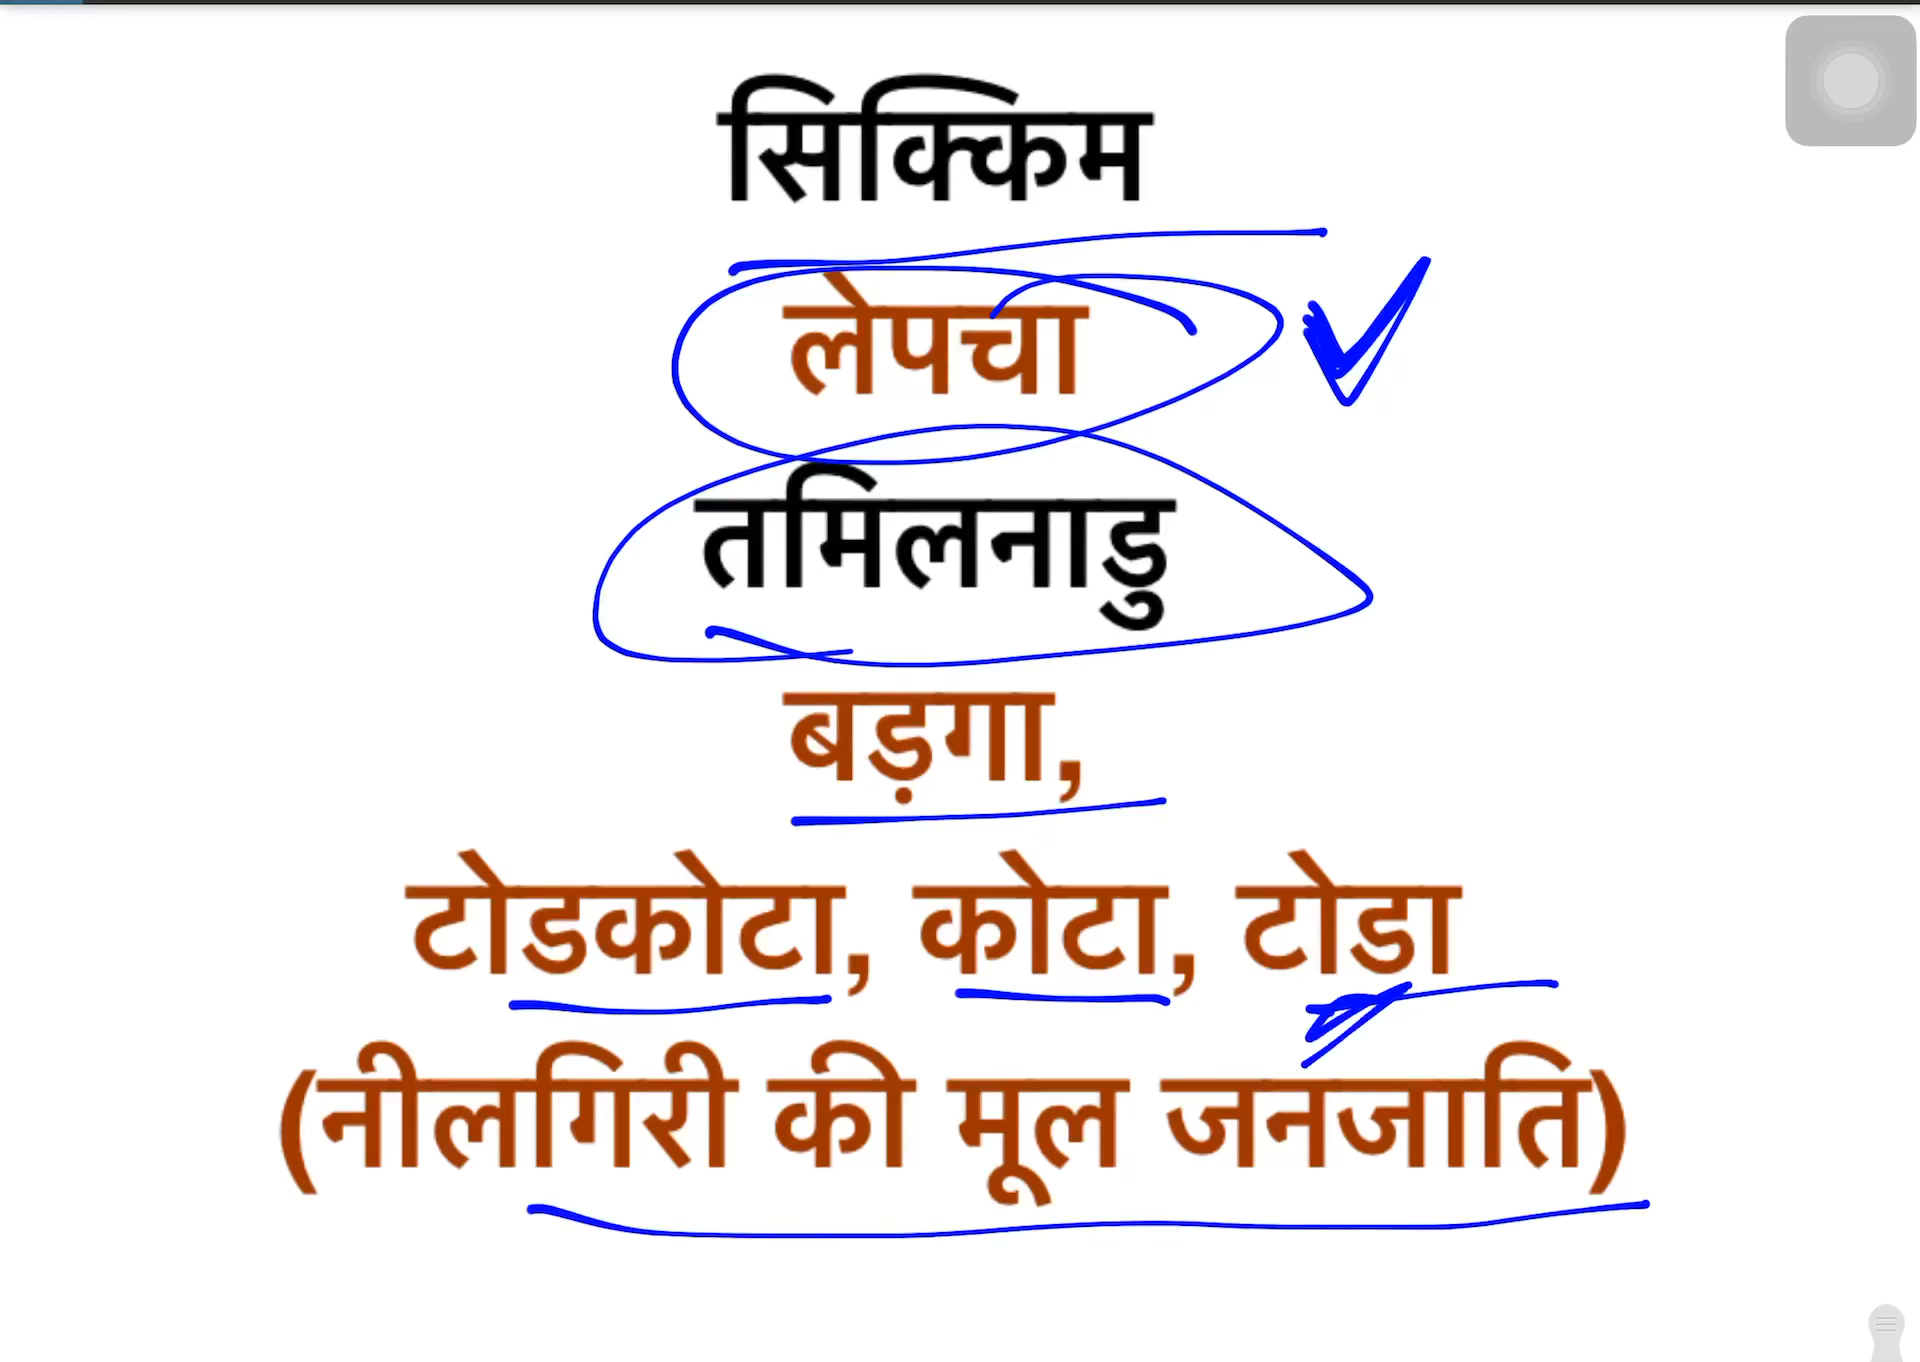 सिक्किम
लेपचा
तमिलनाडु
बड़गा,
टोडकोटा, कोटा, टोडा
(नीलगिरी की मूल जनजाति)